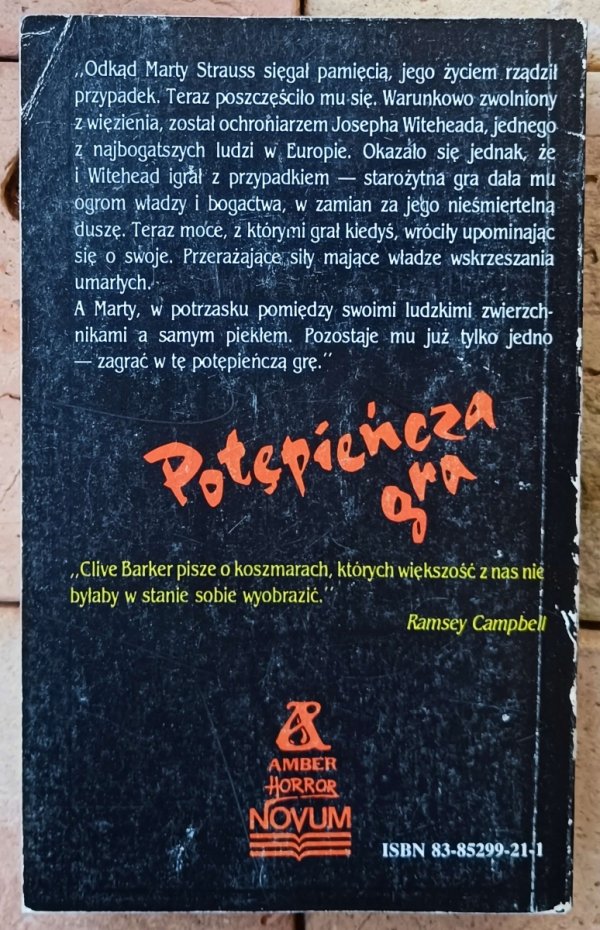 „Odkąd Marty Strauss sięgał pamięcią, jego życiem rządził
przypadek. Teraz poszczęściło mu się. Warunkowo zwolniony
z więzienia, został ochroniarzem Josepha Witeheada, jednego
z najbogatszych ludzi w Europie. Okazało się jednak, że
i Witehead igrał z przypadkiem — starożytna gra dała mu
ogrom władzy i bogactwa, w zamian za jego nieśmiertelną
duszę. Teraz moce, z którymi grał kiedyś, wróciły upominając
się o swoje. Przerażające siły mające władze wskrzeszania
umarłych.
A Marty, w potrzasku pomiędzy swoimi ludzkimi zwierzch-
nikami a samym piekłem. Pozostaje mu już tylko jedno
— zagrać w tę potępieńczą grę."
Potępieńcza
gra
„Clive Barker pisze o koszmarach, których większość z nas nie
byłaby w stanie sobie wyobrazić."
Ramsey Campbell
A
AMBER
HORROR
NOVUM
ISBN 83-85299-21-1